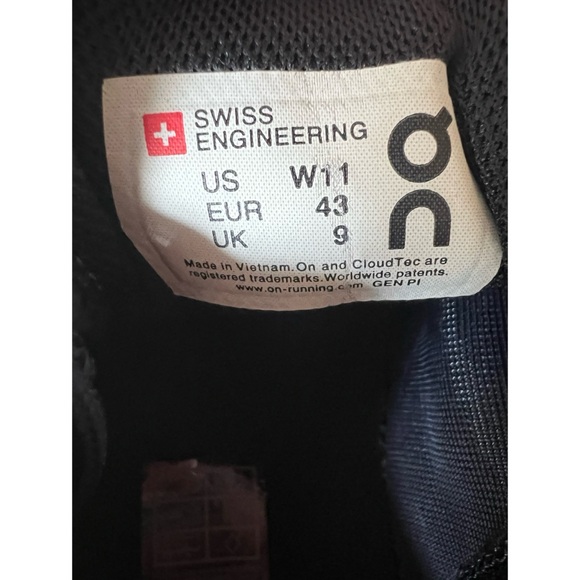 SWISS
ENGINEERING
US W11
EUR 43
UK 9
Made in Vietnam. On and CloudTec are
registered trademarks. Worldwide patents.
www.on-running.com GEN PI